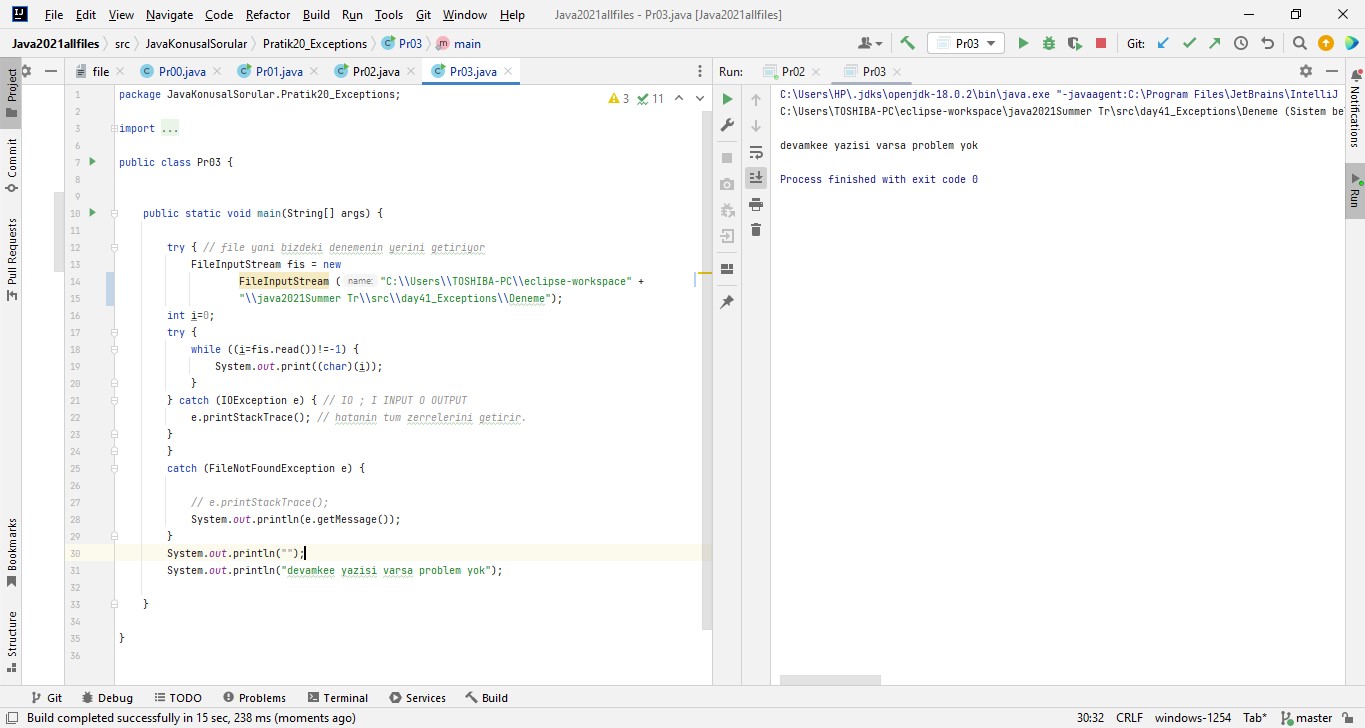 File Edit View Navigate Code Refactor Build Run Tools Git Window Help Java2021allfiles - Pr03.java [Java2021allfiles]
Java2021allfiles src JavaKonusalSorular Pratik20_Exceptions Pr03 main Pr03 Git:
file Pr00.java Pr01.java Pr02.java Pr03.java
Run: Pr02 Pr03
Project
Commit
Pull Requests
Bookmarks
Structure
3 11
1 package JavaKonusalSorular.Pratik20_Exceptions;
2
3 import ...
6
7 public class Pr03 {
8
9
10 public static void main(String[] args) {
11
12 try { // file yani bizdeki denemenin yerini getiriyor
13 FileInputStream fis = new
14 FileInputStream ( name: "C:\\Users\\TOSHIBA-PC\\eclipse-workspace" +
15 "\\java2021Summer Tr\\src\\day41_Exceptions\\Deneme");
16 int i=0;
17 try {
18 while ((i=fis.read())!=-1) {
19 System.out.print((char)(i));
20 }
21 } catch (IOException e) { // IO ; I INPUT O OUTPUT
22 e.printStackTrace(); // hatanin tum zerrelerini getirir.
23 }
24 }
25 catch (FileNotFoundException e) {
26
27 // e.printStackTrace();
28 System.out.println(e.getMessage());
29 }
30 System.out.println("");
31 System.out.println("devamkee yazisi varsa problem yok");
32
33 }
34
35 }
36
C:\Users\HP\.jdks\openjdk-18.0.2\bin\java.exe "-javaagent:C:\Program Files\JetBrains\IntelliJ
C:\Users\TOSHIBA-PC\eclipse-workspace\java2021Summer Tr\src\day41_Exceptions\Deneme (Sistem be
devamkee yazisi varsa problem yok
Process finished with exit code 0
Notifications
Run
Git Debug TODO Problems Terminal Services Build
Build completed successfully in 15 sec, 238 ms (moments ago) 30:32 CRLF windows-1254 Tab* master